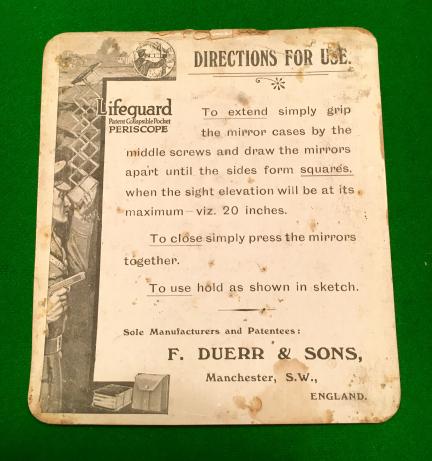 DIRECTIONS FOR USE.
Lifeguard
Patent Collapsible Pocket
PERISCOPE
To extend simply grip
the mirror cases by the
middle screws and draw the mirrors
apart until the sides form squares,
when the sight elevation will be at its
maximum—viz. 20 inches.
To close simply press the mirrors
together.
To use hold as shown in sketch.
Sole Manufacturers and Patentees:
F. DUERR & SONS,
Manchester, S.W.,
ENGLAND.